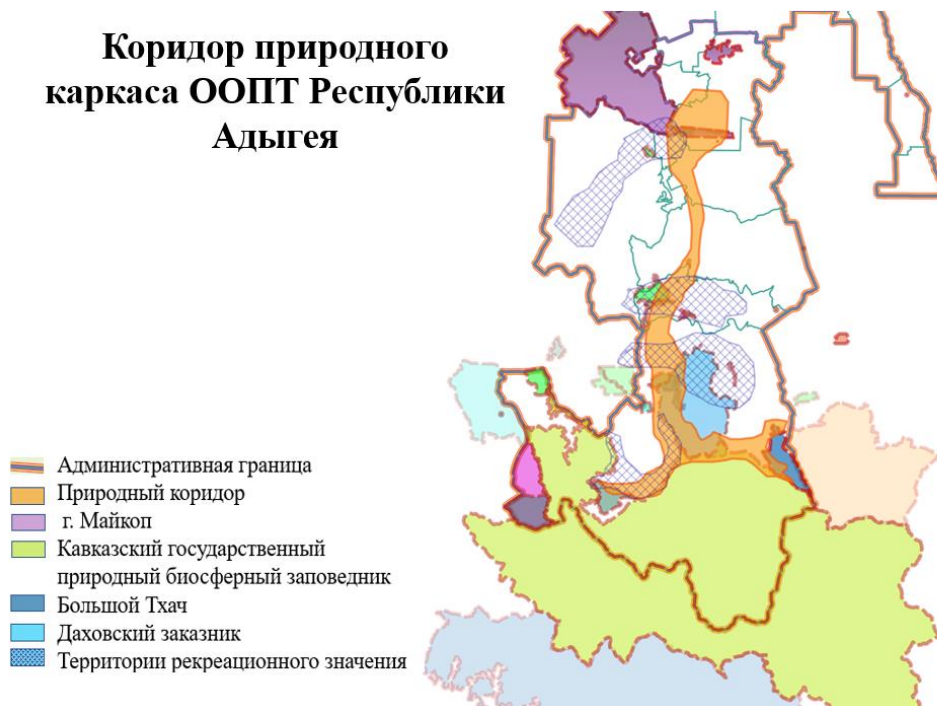 Коридор природного
каркаса ООПТ Республики
Адыгея
Административная граница
Природный коридор
г. Майкоп
Кавказский государственный
природный биосферный заповедник
Большой Тхач
Даховский заказник
Территории рекреационного значения